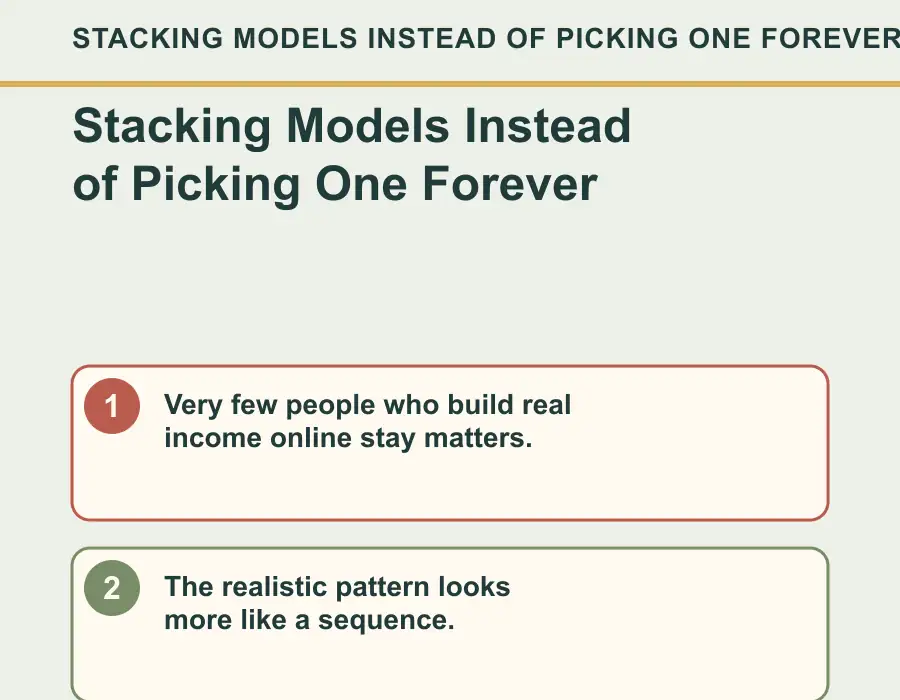 STACKING MODELS INSTEAD OF PICKING ONE FOREVER
Stacking Models Instead
of Picking One Forever
1
Very few people who build real
income online stay matters.
2
The realistic pattern looks
more like a sequence.